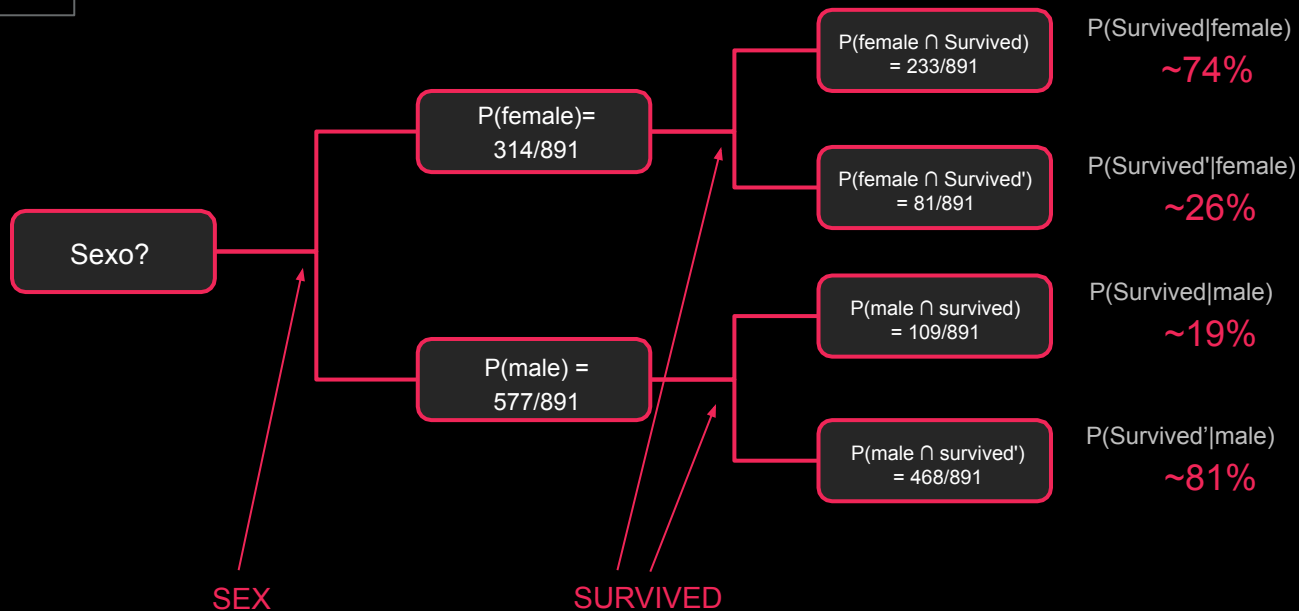 P(female ∩ Survived)
= 233/891
P(Survived|female)
~74%
P(female)=
314/891
P(female ∩ Survived')
= 81/891
P(Survived'|female)
~26%
Sexo?
P(male ∩ survived)
= 109/891
P(Survived|male)
~19%
P(male) =
577/891
P(male ∩ survived')
= 468/891
P(Survived’|male)
~81%
SEX
SURVIVED